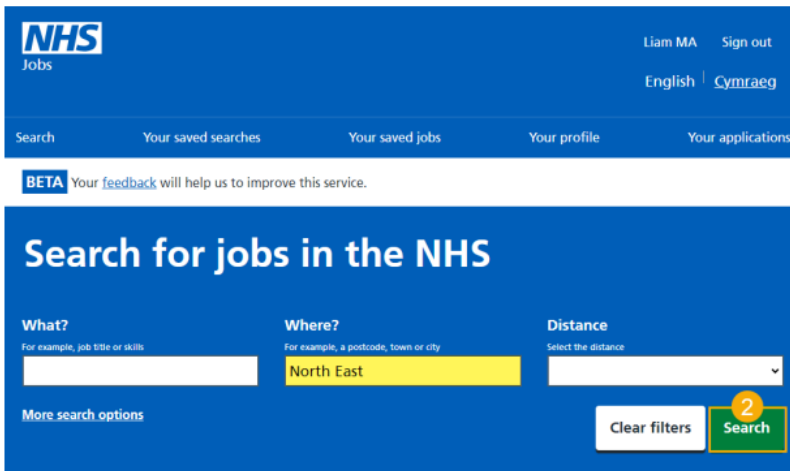 NHS
Jobs
Liam MA Sign out
English Cymraeg
Search Your saved searches Your saved jobs Your profile Your applications
BETA Your feedback will help us to improve this service.
Search for jobs in the NHS
What? Where? Distance
For example, job title or skills For example, a postcode, town or city Select the distance
North East
More search options
2
Clear filters Search